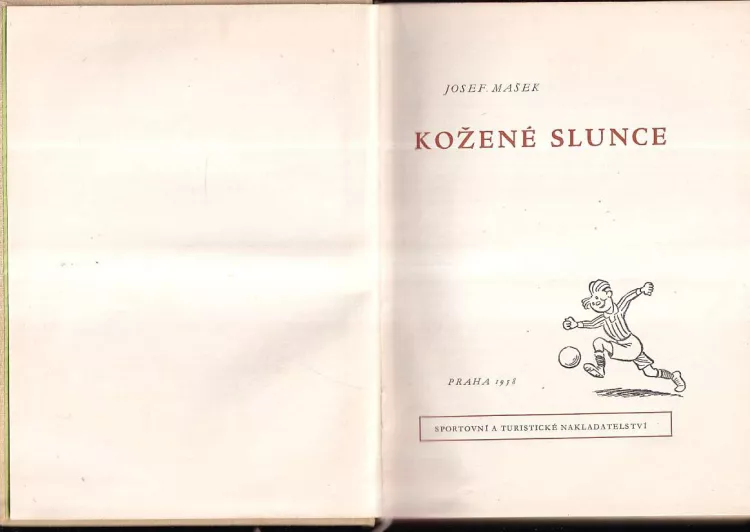 JOSEF MAŠEK
KOŽENÉ SLUNCE
PRAHA 1958
SPORTOVNÍ A TURISTICKÉ NAKLADATELSTVÍ